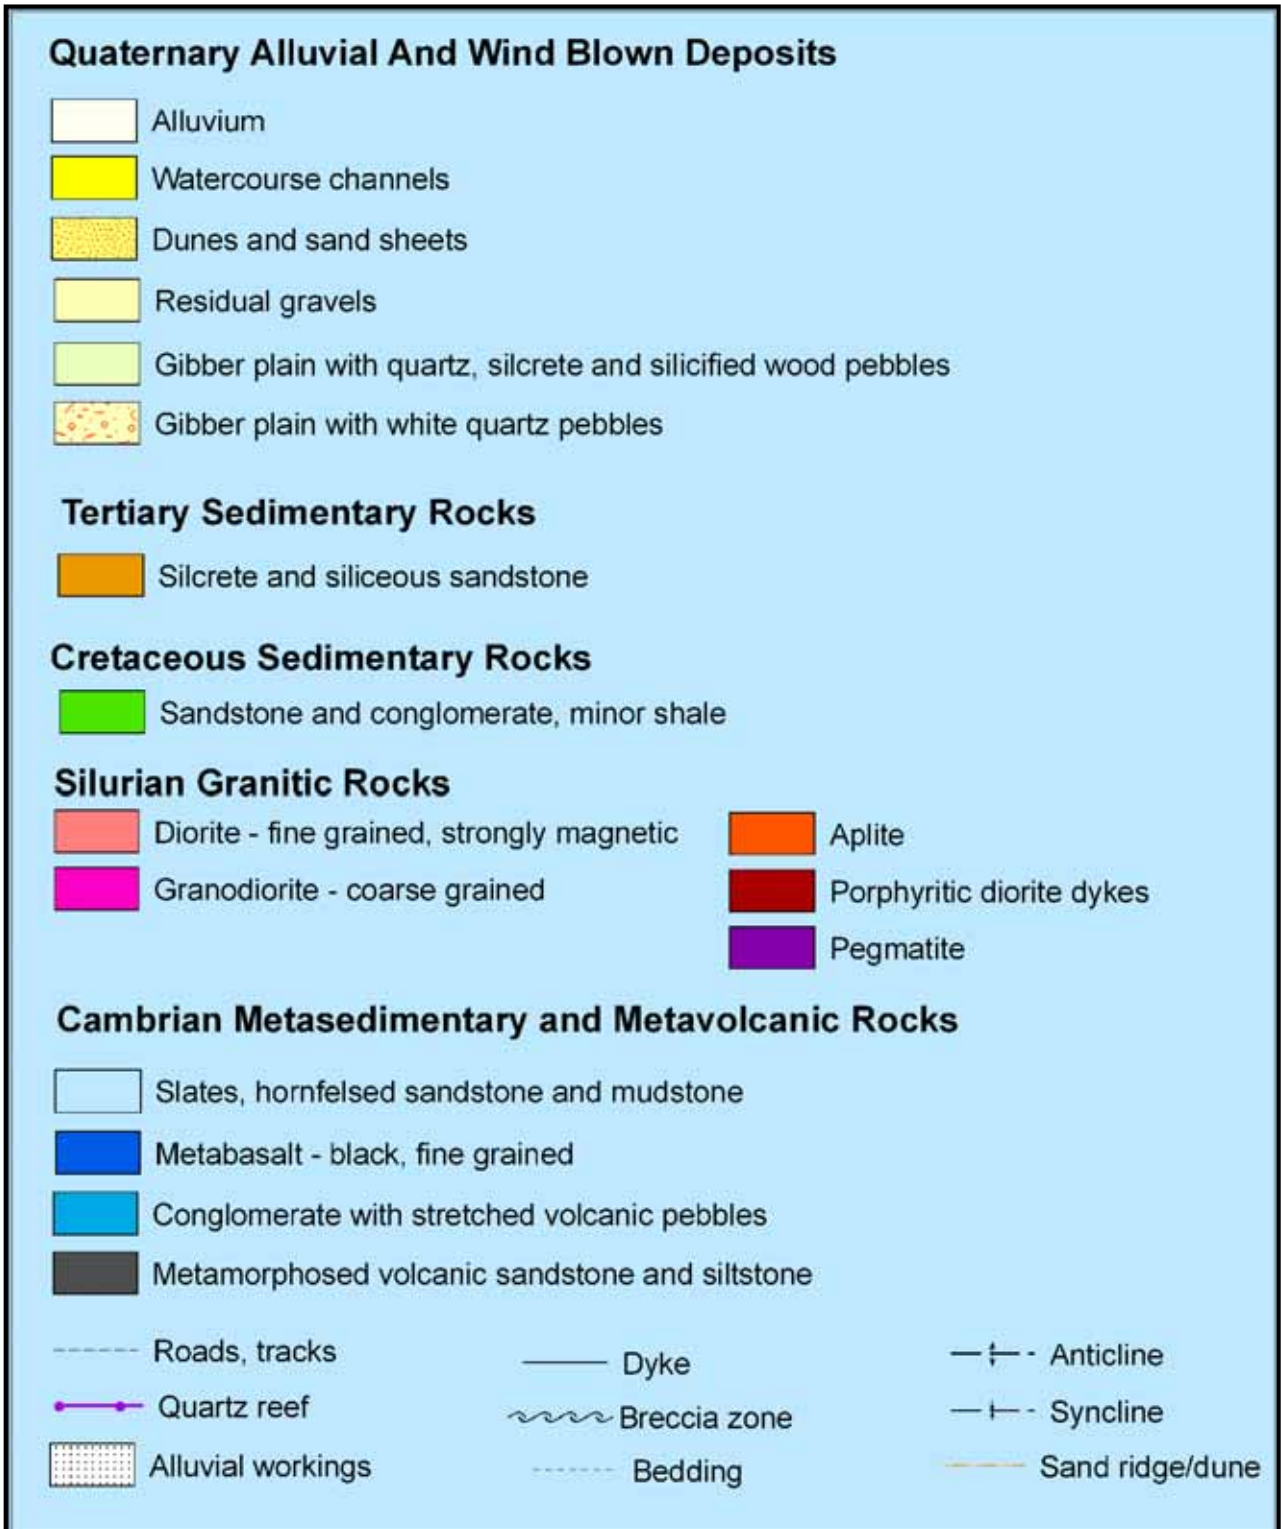 Quaternary Alluvial And Wind Blown Deposits
Alluvium
Watercourse channels
Dunes and sand sheets
Residual gravels
Gibber plain with quartz, silcrete and silicified wood pebbles
Gibber plain with white quartz pebbles
Tertiary Sedimentary Rocks
Silcrete and siliceous sandstone
Cretaceous Sedimentary Rocks
Sandstone and conglomerate, minor shale
Silurian Granitic Rocks
Diorite - fine grained, strongly magnetic
Granodiorite - coarse grained
Aplite
Porphyritic diorite dykes
Pegmatite
Cambrian Metasedimentary and Metavolcanic Rocks
Slates, hornfelsed sandstone and mudstone
Metabasalt - black, fine grained
Conglomerate with stretched volcanic pebbles
Metamorphosed volcanic sandstone and siltstone
Roads, tracks
Quartz reef
Alluvial workings
Dyke
Breccia zone
Bedding
Anticline
Syncline
Sand ridge/dune